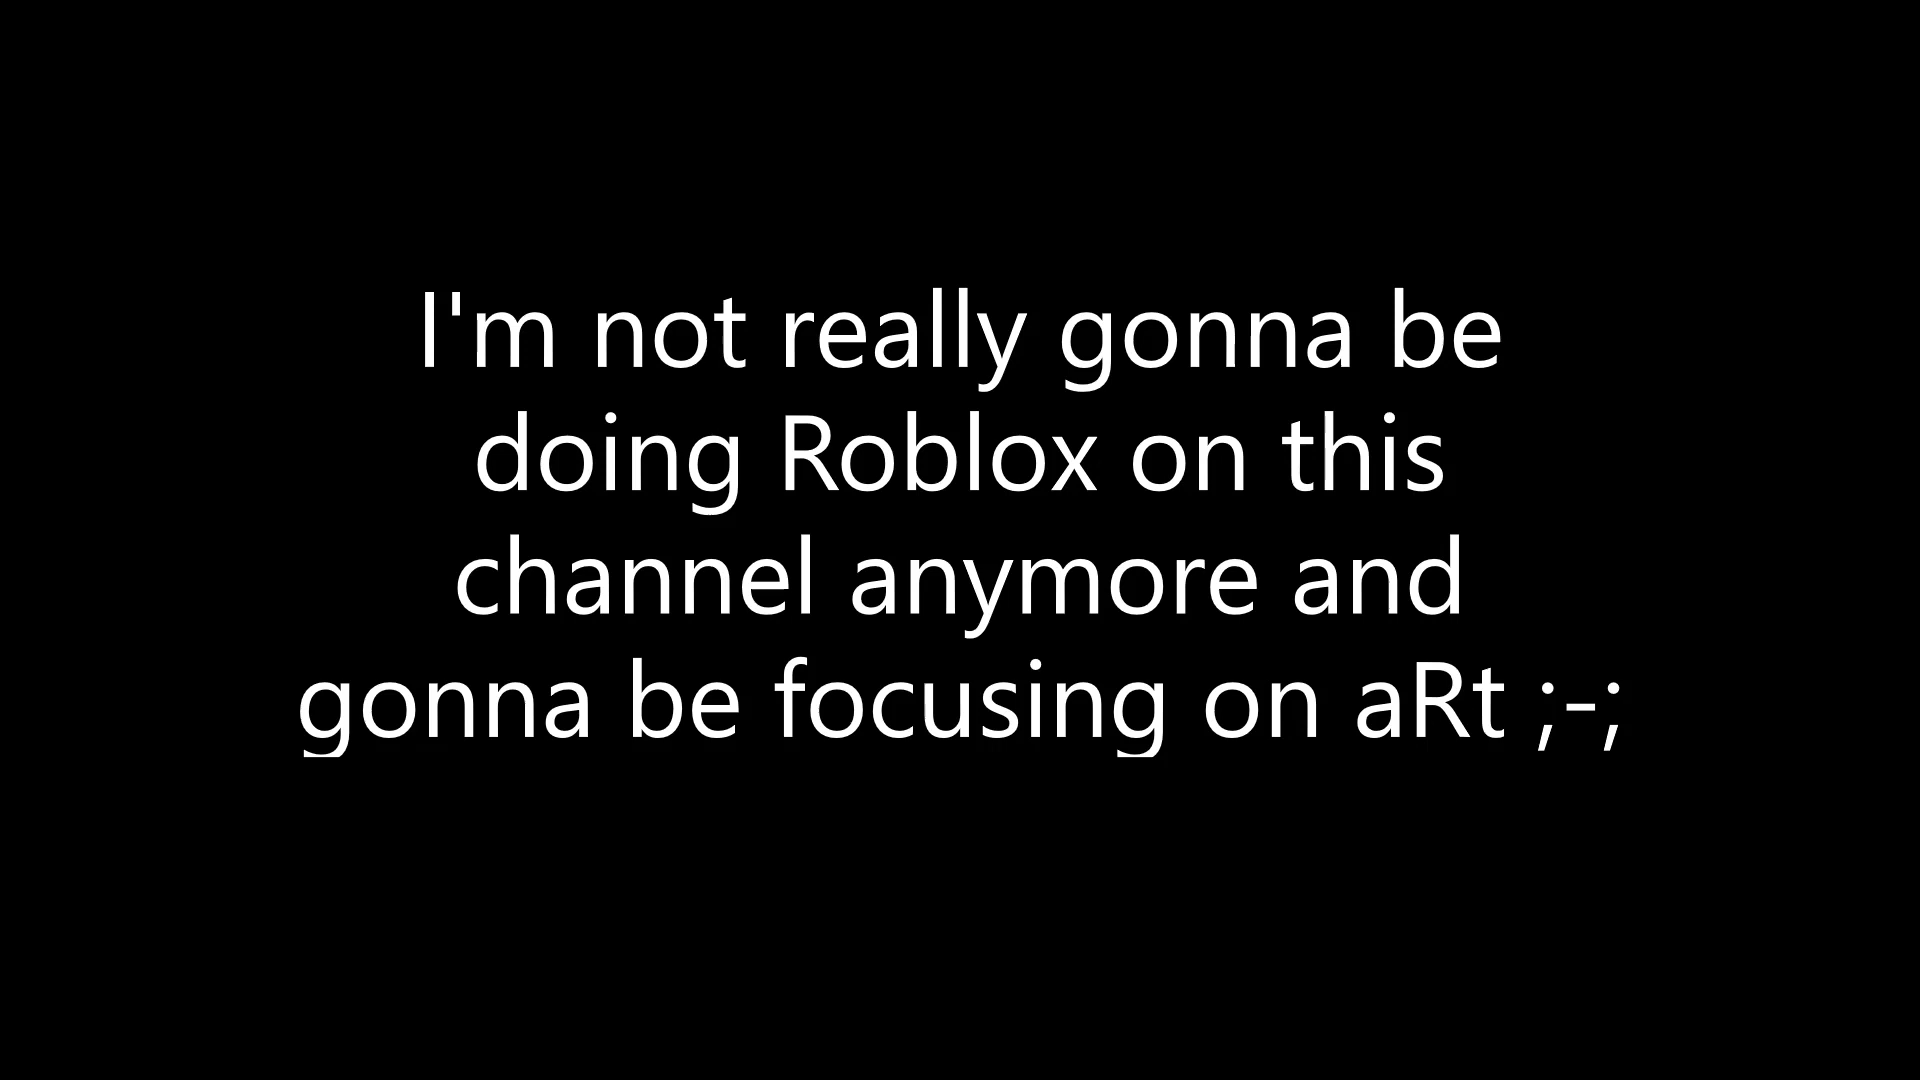 I'm not really gonna be
doing Roblox on this
channel anymore and
gonna be focusing on aRt ;-;